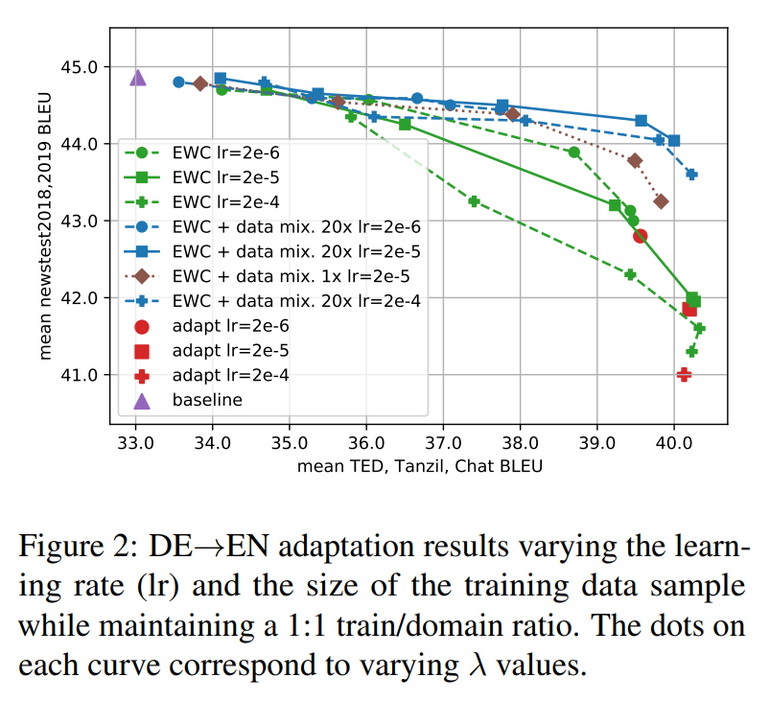 45.0
44.0
43.0
42.0
41.0
mean newstest2018,2019 BLEU
EWC lr=2e-6
EWC lr=2e-5
EWC lr=2e-4
EWC + data mix. 20x lr=2e-6
EWC + data mix. 20x lr=2e-5
EWC + data mix. 1x lr=2e-5
EWC + data mix. 20x lr=2e-4
adapt lr=2e-6
adapt lr=2e-5
adapt lr=2e-4
baseline
33.0 34.0 35.0 36.0 37.0 38.0 39.0 40.0
mean TED, Tanzil, Chat BLEU
Figure 2: DE→EN adaptation results varying the learn-
ing rate (lr) and the size of the training data sample
while maintaining a 1:1 train/domain ratio. The dots on
each curve correspond to varying λ values.